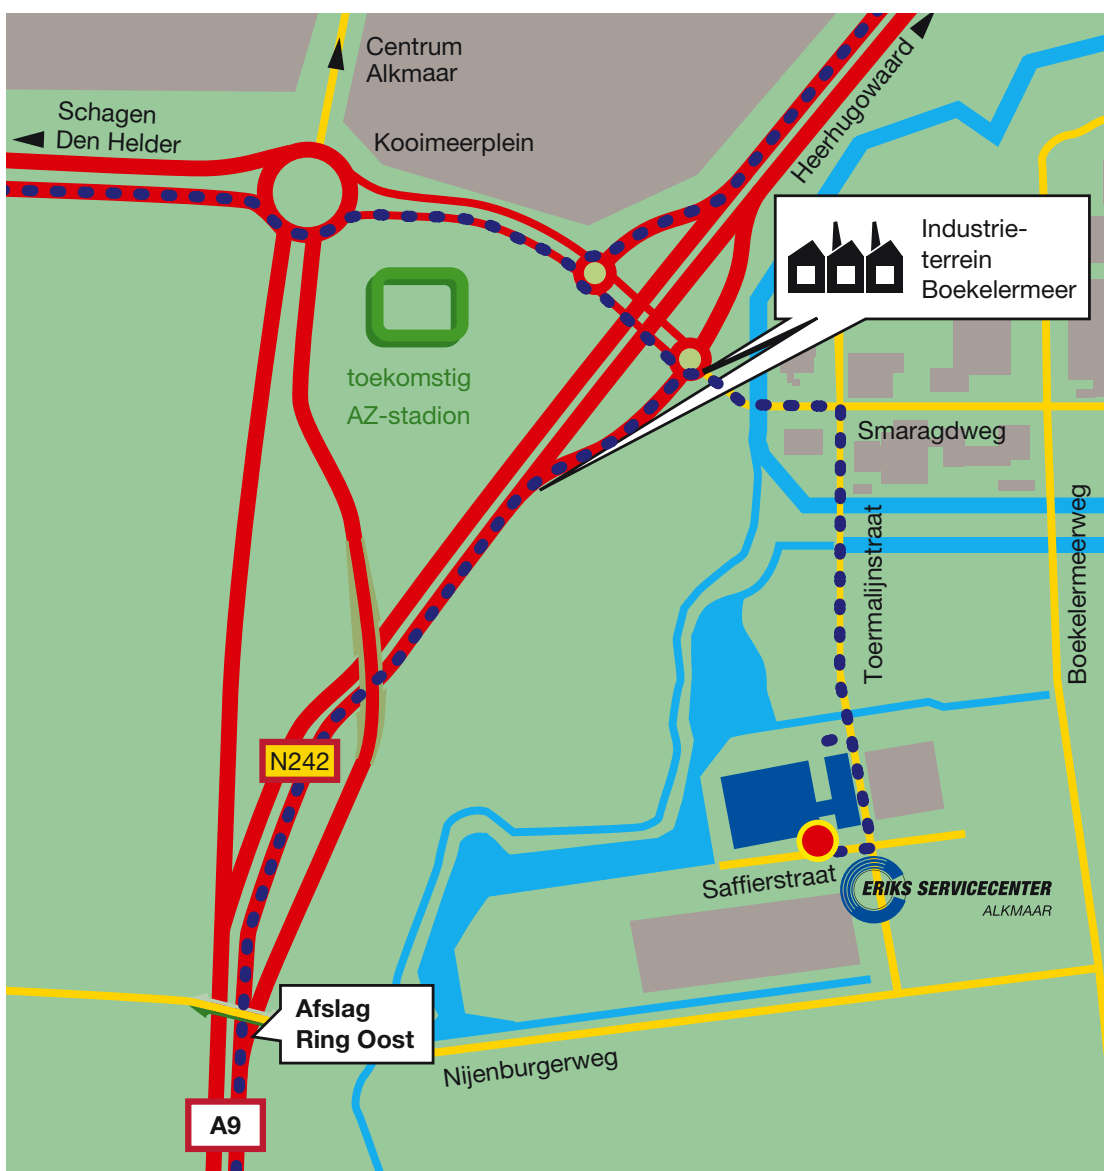 Centrum
Alkmaar
Schagen
Den Helder
Kooimeerplein
Heerhugowaard
Industrie-
terrein
Boekelermeer
toekomstig
AZ-stadion
Smaragdweg
Toermalijnstraat
Boekelermeerweg
N242
Saffierstraat
ERIKS SERVICECENTER
ALKMAAR
Afslag
Ring Oost
Nijenburgerweg
A9